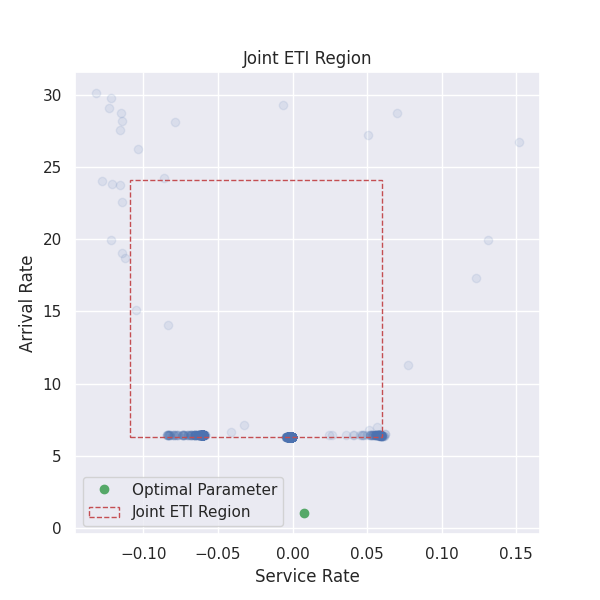 Joint ETI Region
30
25
20
15
10
5
0
Arrival Rate
Optimal Parameter
Joint ETI Region
−0.10 −0.05 0.00 0.05 0.10 0.15
Service Rate